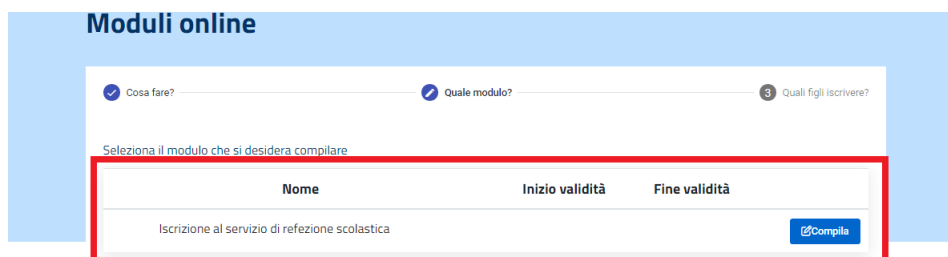 Moduli online
Cosa fare? Quale modulo? 3 Quali figli iscrivere?
Seleziona il modulo che si desidera compilare
Nome Inizio validità Fine validità
Iscrizione al servizio di refezione scolastica Compila